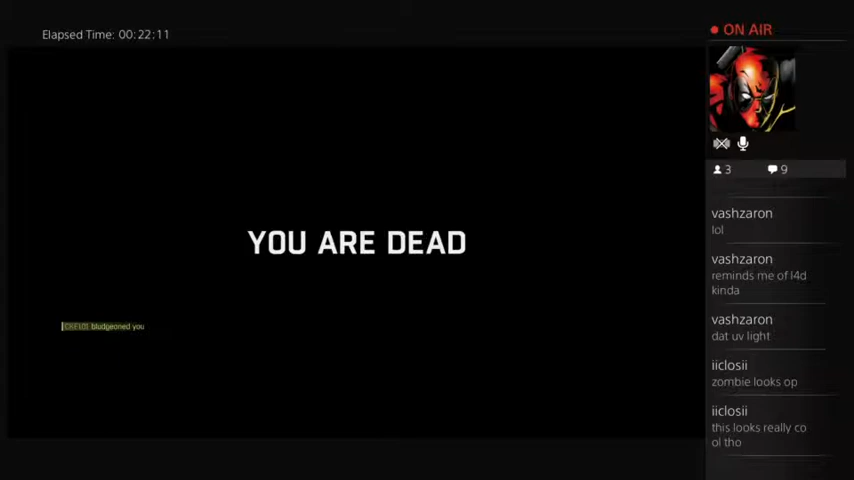 Elapsed Time: 00:22:11
ON AIR
3
9
vashzaron
lol
vashzaron
reminds me of l4d
kinda
vashzaron
dat uv light
iiclosii
zombie looks op
iiclosii
this looks really co
ol tho
YOU ARE DEAD
bludgeoned you